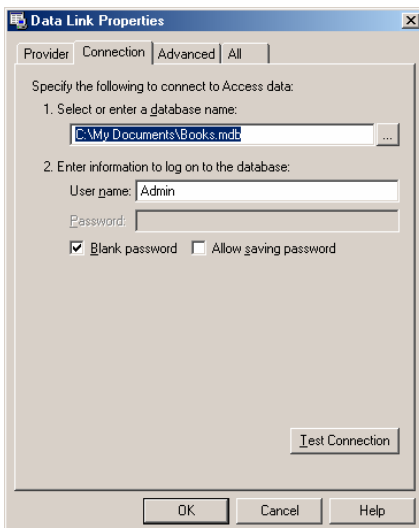 Data Link Properties
Provider Connection Advanced All
Specify the following to connect to Access data:
1. Select or enter a database name:
C:\My Documents\Books.mdb ...
2. Enter information to log on to the database:
User name: Admin
Password:
Blank password Allow saving password
Test Connection
OK Cancel Help